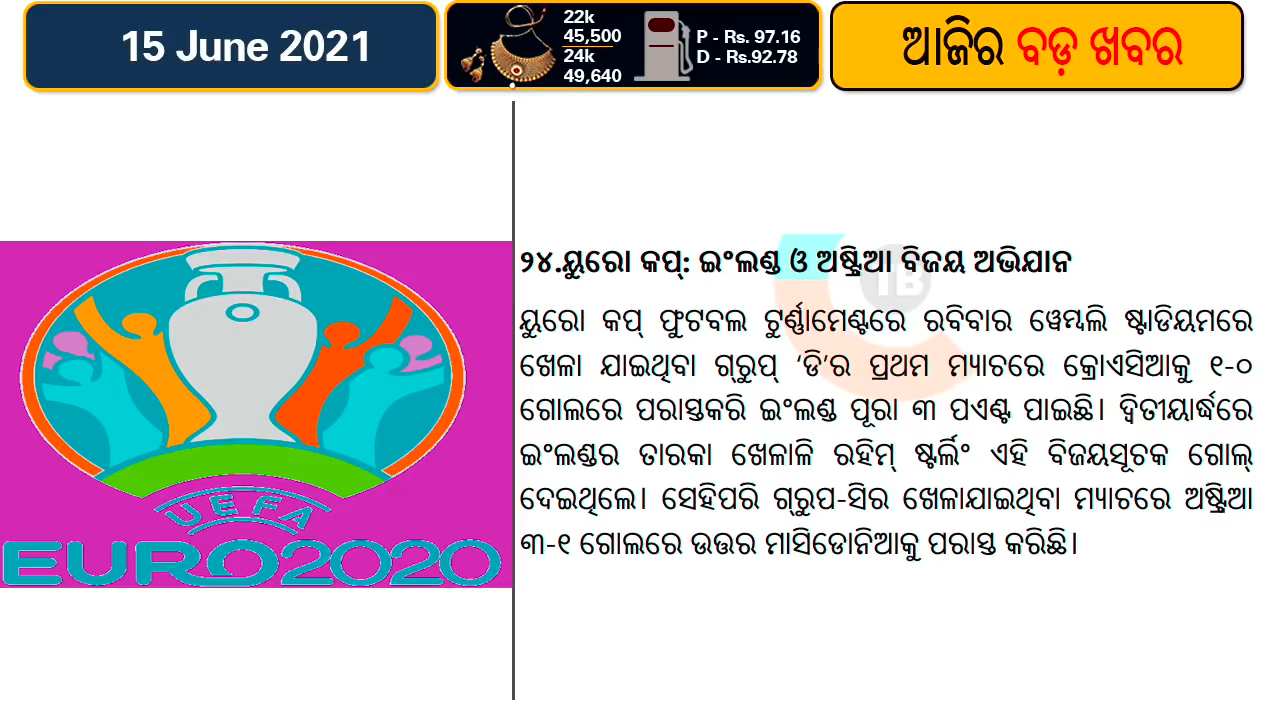 15 June 2021
22k
45,500
24k
49,640
P - Rs. 97.16
D - Rs.92.78
ଆଜିର ବଡ଼ ଖବର
୨୪.ୟୁରୋ କପ୍: ଇଂଲଣ୍ଡ ଓ ଅଷ୍ଟ୍ରିଆ ବିଜୟ ଅଭିଯାନ
ୟୁରୋ କପ୍ ଫୁଟବଲ ଟୁର୍ଣ୍ଣାମେଣ୍ଟରେ ରବିବାର ୱେମ୍ବଲି ଷ୍ଟାଡିୟମରେ
ଖେଳା ଯାଇଥିବା ଗ୍ରୁପ୍ ‘ଡି’ର ପ୍ରଥମ ମ୍ୟାଚରେ କ୍ରୋଏସିଆକୁ ୧-୦
ଗୋଲରେ ପରାସ୍ତକରି ଇଂଲଣ୍ଡ ପୂରା ୩ ପଏଣ୍ଟ ପାଇଛି। ଦ୍ୱିତୀୟାର୍ଦ୍ଧରେ
ଇଂଲଣ୍ଡର ତାରକା ଖେଳାଳି ରହିମ୍ ଷ୍ଟର୍ଲିଂ ଏହି ବିଜୟସୂଚକ ଗୋଲ୍
ଦେଇଥିଲେ। ସେହିପରି ଗ୍ରୁପ-ସିର ଖେଳାଯାଇଥିବା ମ୍ୟାଚରେ ଅଷ୍ଟ୍ରିଆ
୩-୧ ଗୋଲରେ ଉତ୍ତର ମାସିଡୋନିଆକୁ ପରାସ୍ତ କରିଛି।
UEFA
EURO2020
TB